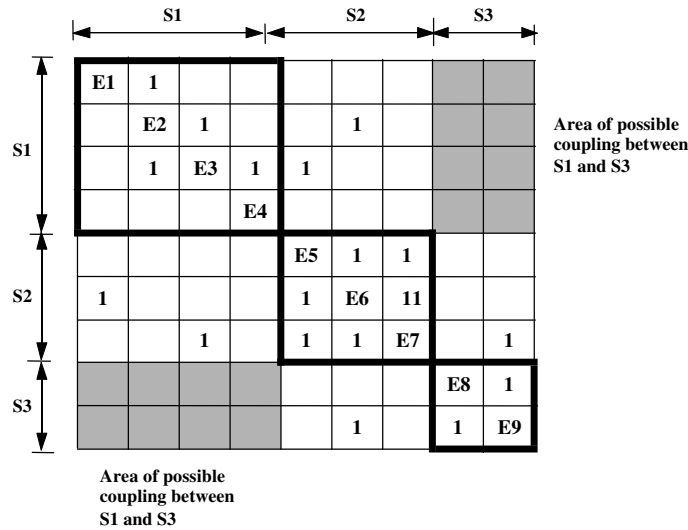 S1 S2 S3
E1 1
E2 1 1
S1
1 E3 1 1
E4
Area of possible
coupling between
S1 and S3
E5 1 1
S2
1 1 E6 11
1 1 1 E7 1
E8 1
S3
1 1 E9
Area of possible
coupling between
S1 and S3